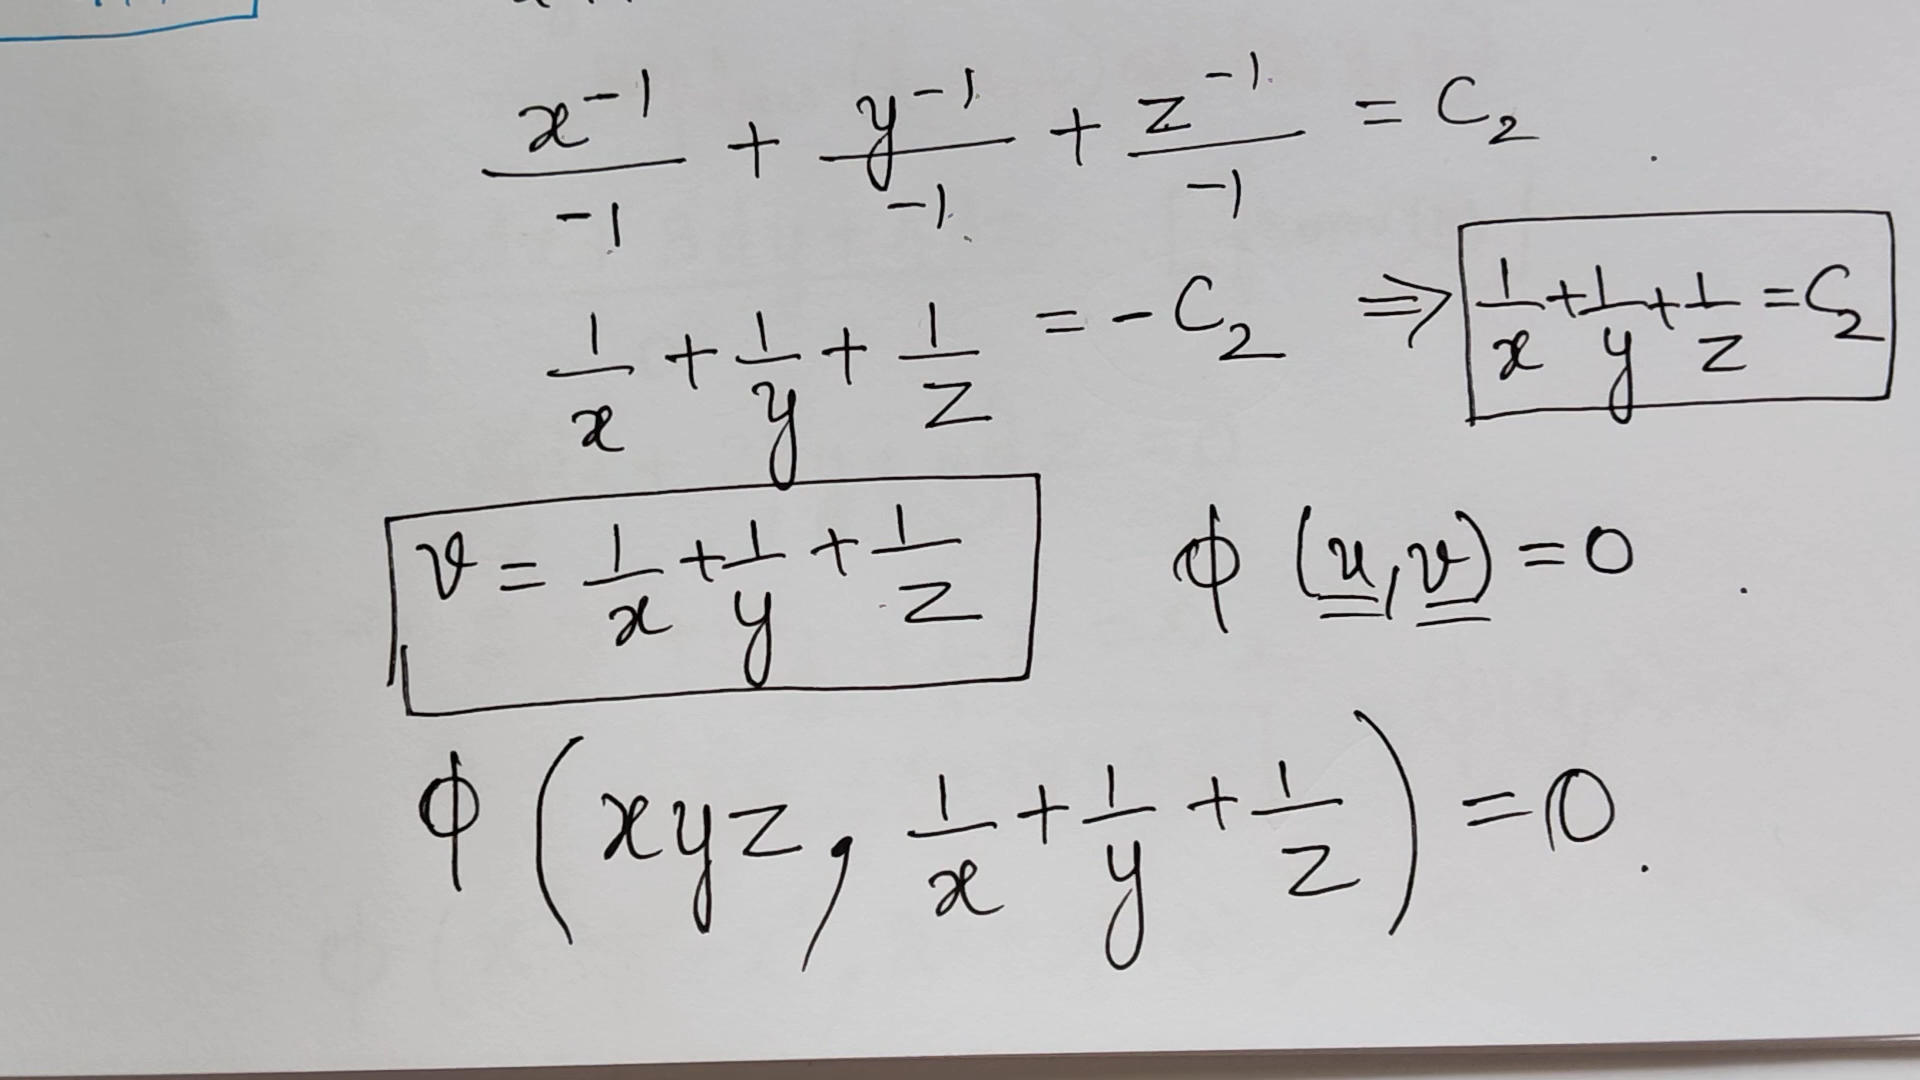 x⁻¹/-1 + y⁻¹/-1 + z⁻¹/-1 = C₂
1/x + 1/y + 1/z = -C₂ ⇒ 1/x + 1/y + 1/z = C₂
v = 1/x + 1/y + 1/z   ϕ (u, v) = 0
ϕ (xyz, 1/x + 1/y + 1/z) = 0.